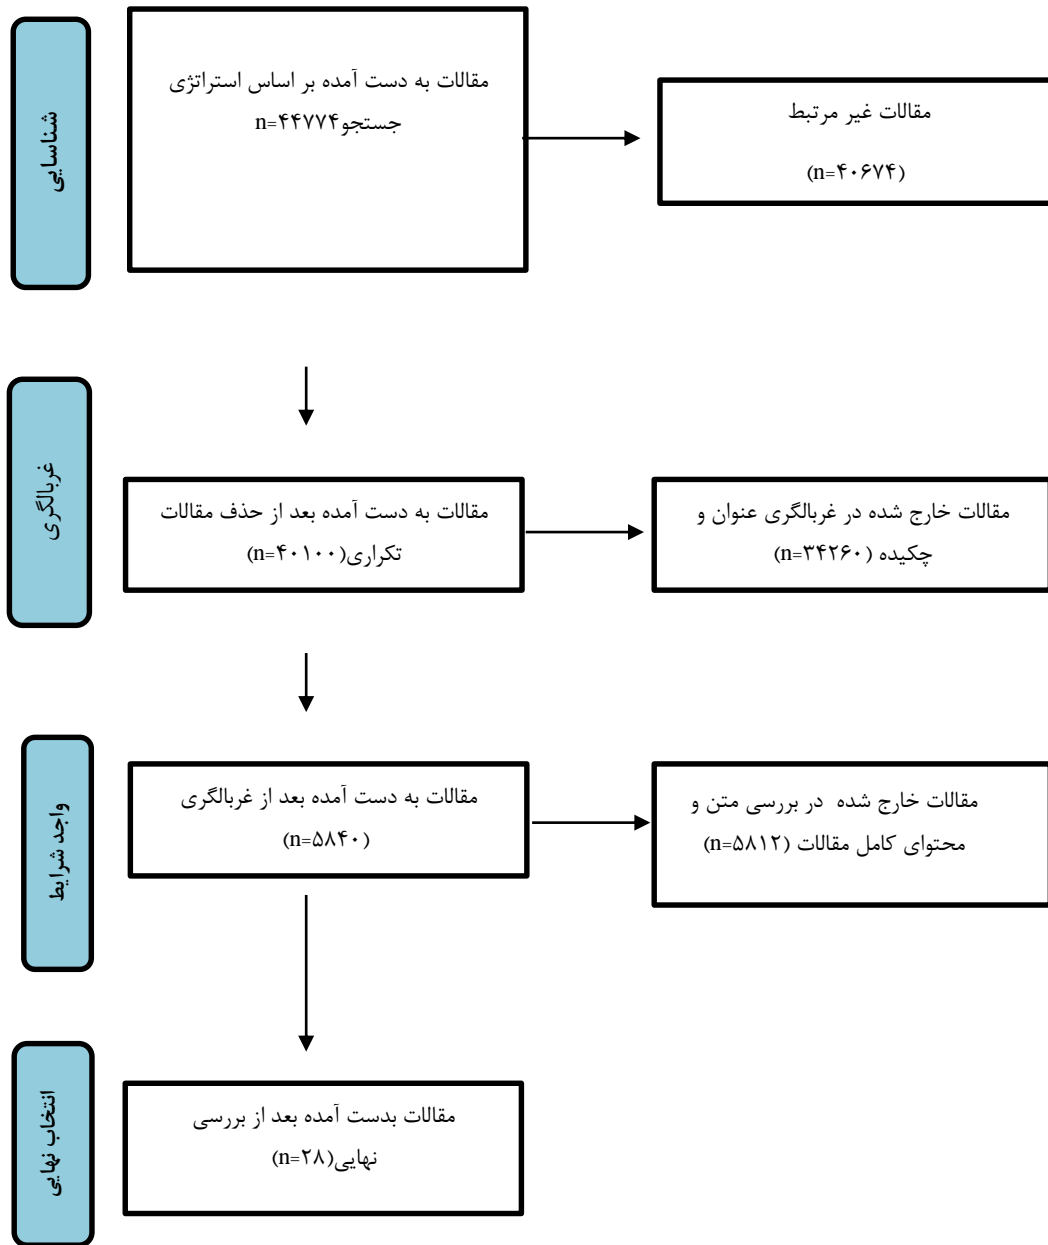 شناسایی
مقالات به دست آمده بر اساس استراتژی
جستجو n=۴۴۷۷۴
مقالات غیر مرتبط
(n=۴۰۶۷۴)
غربالگری
مقالات به دست آمده بعد از حذف مقالات
تکراری(n=۴۰۱۰۰)
مقالات خارج شده در غربالگری عنوان و
چکیده (n=۳۴۲۶۰)
واجد شرایط
مقالات به دست آمده بعد از غربالگری
(n=۵۸۴۰)
مقالات خارج شده در بررسی متن و
محتوای کامل مقالات (n=۵۸۱۲)
انتخاب نهایی
مقالات بدست آمده بعد از بررسی
نهایی(n=۲۸)